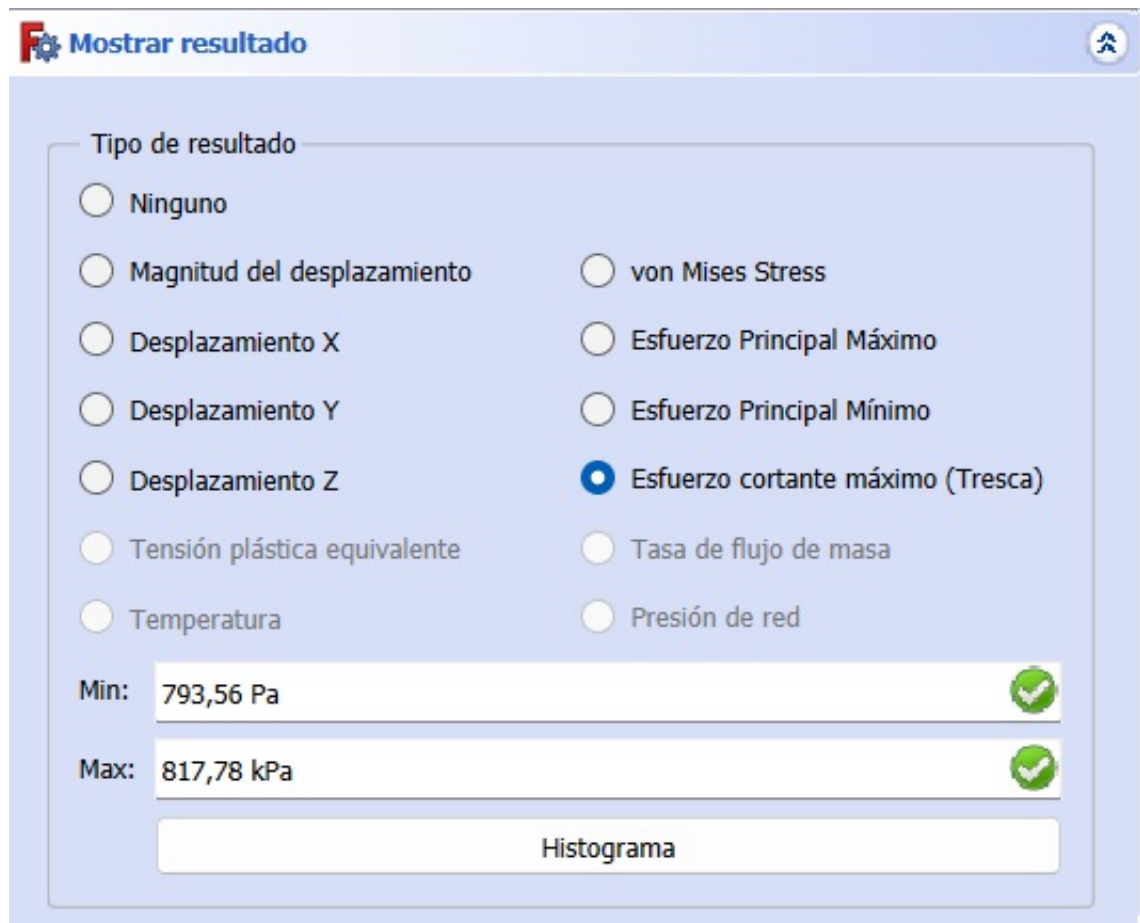 Mostrar resultado
Tipo de resultado
Ninguno
Magnitud del desplazamiento von Mises Stress
Desplazamiento X Esfuerzo Principal Máximo
Desplazamiento Y Esfuerzo Principal Mínimo
Desplazamiento Z Esfuerzo cortante máximo (Tresca)
Tensión plástica equivalente Tasa de flujo de masa
Temperatura Presión de red
Min: 793,56 Pa
Max: 817,78 kPa
Histograma